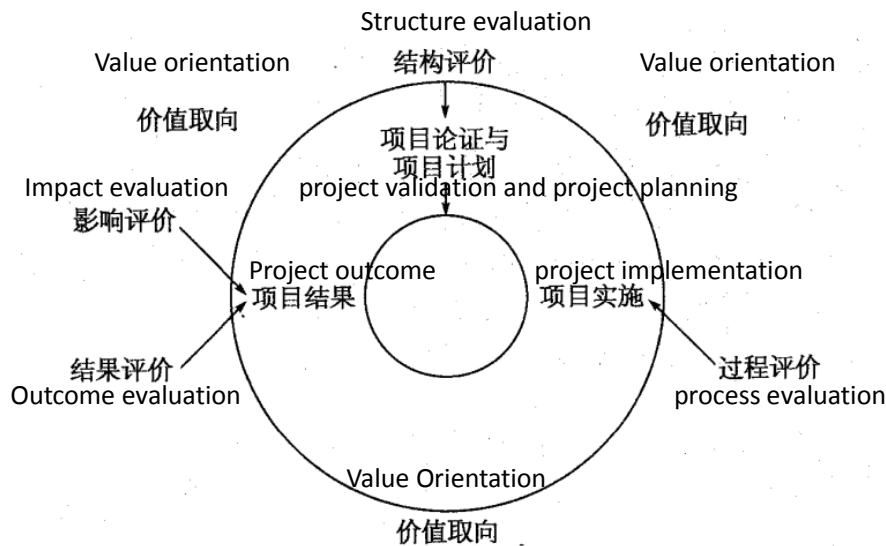 Structure evaluation
结构评价
Value orientation
Value orientation
价值取向
价值取向
项目论证与
项目计划
Impact evaluation
project validation and project planning
影响评价
Project outcome
project implementation
项目结果
项目实施
结果评价
过程评价
Outcome evaluation
process evaluation
Value Orientation
价值取向